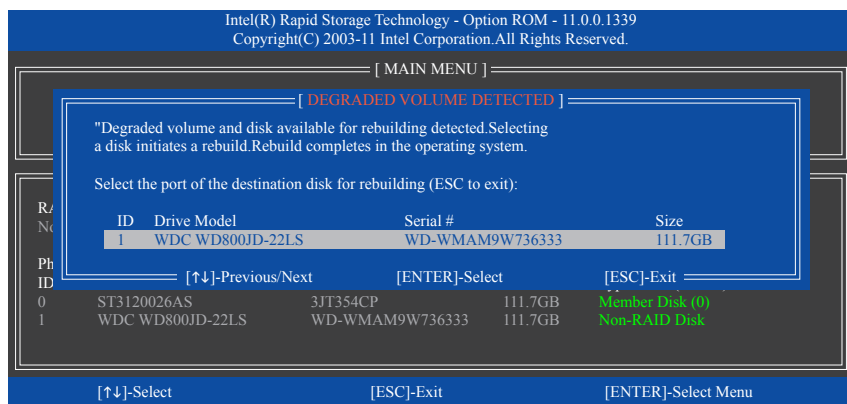 Intel(R) Rapid Storage Technology - Option ROM - 11.0.0.1339
Copyright(C) 2003-11 Intel Corporation.All Rights Reserved.
[ MAIN MENU ]
[ DEGRADED VOLUME DETECTED ]
"Degraded volume and disk available for rebuilding detected.Selecting
a disk initiates a rebuild.Rebuild completes in the operating system.
Select the port of the destination disk for rebuilding (ESC to exit):
ID Drive Model Serial # Size
1 WDC WD800JD-22LS WD-WMAM9W736333 111.7GB
[↑↓]-Previous/Next [ENTER]-Select [ESC]-Exit
ID
0 ST3120026AS 3JT354CP 111.7GB Member Disk (0)
1 WDC WD800JD-22LS WD-WMAM9W736333 111.7GB Non-RAID Disk
[↑↓]-Select [ESC]-Exit [ENTER]-Select Menu